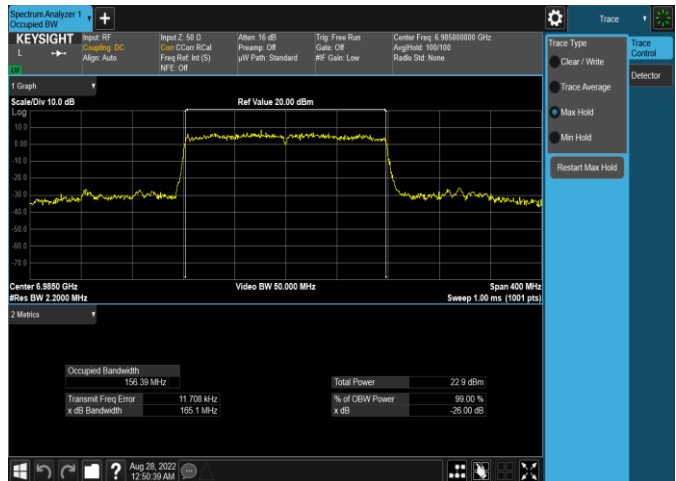 Spectrum Analyzer 1
Occupied BW
Trace
KEYSIGHT
L
LV
Input: RF
Coupling: DC
Align: Auto
Input Z: 50 Ω
Corr CCorr RCal
Freq Ref: Int (S)
NFE: Off
Atten: 16 dB
Preamp: Off
µW Path: Standard
Trig: Free Run
Gate: Off
#IF Gain: Low
Center Freq: 6.985000000 GHz
Avg|Hold: 100/100
Radio Std: None
Trace Type
Clear / Write
Trace Average
Max Hold
Min Hold
Restart Max Hold
Trace
Control
Detector
1 Graph
Scale/Div 10.0 dB
Ref Value 20.00 dBm
Log
10.0
0.00
-10.0
-20.0
-30.0
-40.0
-50.0
-60.0
-70.0
Center 6.9850 GHz
Video BW 50.000 MHz
Span 400 MHz
#Res BW 2.2000 MHz
Sweep 1.00 ms (1001 pts)
2 Metrics
Occupied Bandwidth
156.39 MHz
Total Power 22.9 dBm
Transmit Freq Error 11.708 kHz
% of OBW Power 99.00 %
x dB Bandwidth 165.1 MHz
x dB -26.00 dB
?
Aug 28, 2022
12:50:39 AM